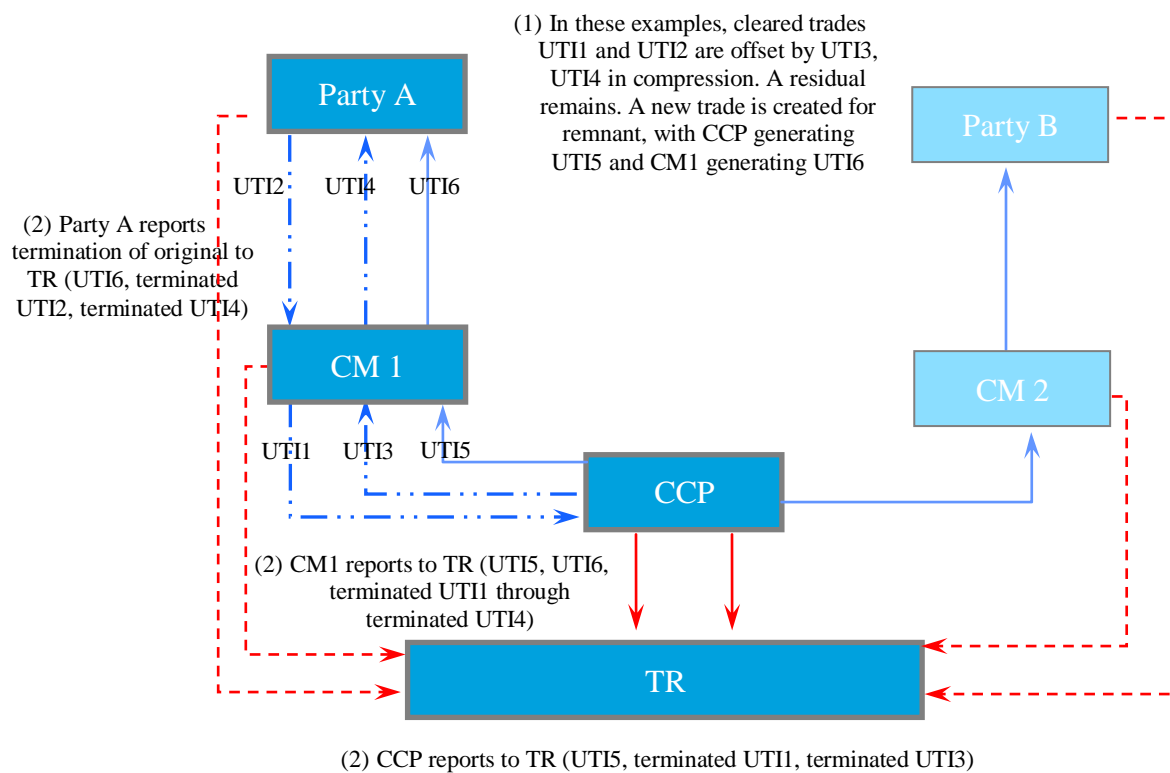 (1) In these examples, cleared trades
UTI1 and UTI2 are offset by UTI3,
UTI4 in compression. A residual
remains. A new trade is created for
remnant, with CCP generating
UTI5 and CM1 generating UTI6
Party A
Party B
UTI2
UTI4
UTI6
(2) Party A reports
termination of original to
TR (UTI6, terminated
UTI2, terminated UTI4)
CM 1
CM 2
UTI1
UTI3
UTI5
CCP
(2) CM1 reports to TR (UTI5, UTI6,
terminated UTI1 through
terminated UTI4)
TR
(2) CCP reports to TR (UTI5, terminated UTI1, terminated UTI3)